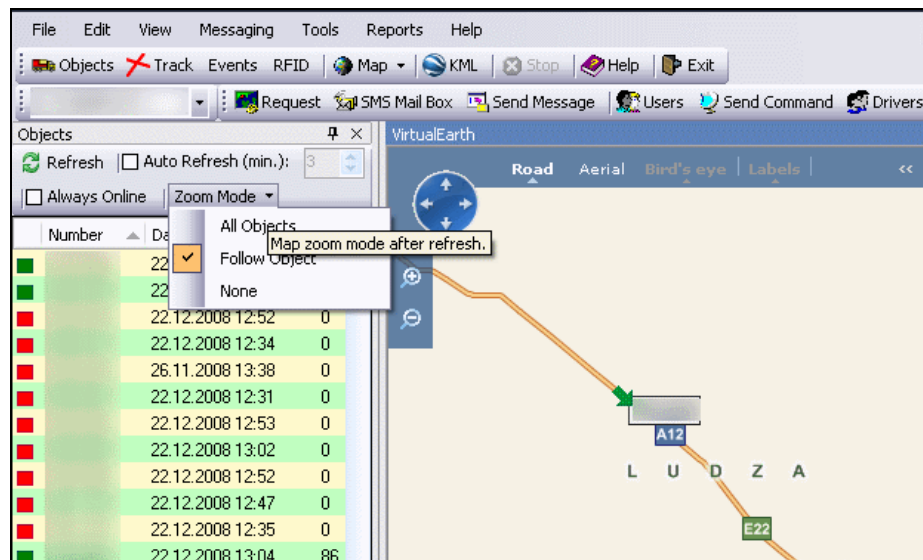 File Edit View Messaging Tools Reports Help
Objects Track Events RFID Map KML Stop Help Exit
Request SMS Mail Box Send Message Users Send Command Drivers
Objects
VirtualEarth
Refresh Auto Refresh (min.): 3
Road Aerial Bird's eye Labels <<
Always Online Zoom Mode
All Objects
Map zoom mode after refresh.
Follow Object
None
Number Da
22
22
22.12.2008 12:52 0
22.12.2008 12:34 0
26.11.2008 13:38 0
22.12.2008 12:31 0
22.12.2008 12:53 0
22.12.2008 13:02 0
22.12.2008 12:52 0
22.12.2008 12:47 0
22.12.2008 12:35 0
22.12.2008 13:04 86
A12
LUDZA
E22